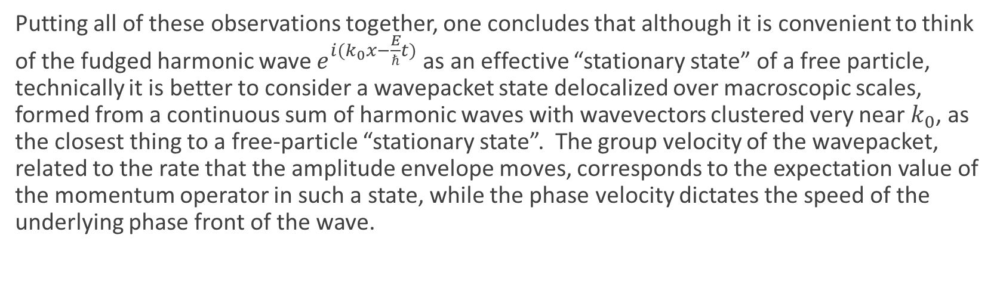 Putting all of these observations together, one concludes that although it is convenient to think
of the fudged harmonic wave $e^{i(k_0x-\frac{E}{\hbar}t)}$ as an effective “stationary state” of a free particle,
technically it is better to consider a wavepacket state delocalized over macroscopic scales,
formed from a continuous sum of harmonic waves with wavevectors clustered very near $k_0$, as
the closest thing to a free-particle “stationary state”.  The group velocity of the wavepacket,
related to the rate that the amplitude envelope moves, corresponds to the expectation value of
the momentum operator in such a state, while the phase velocity dictates the speed of the
underlying phase front of the wave.